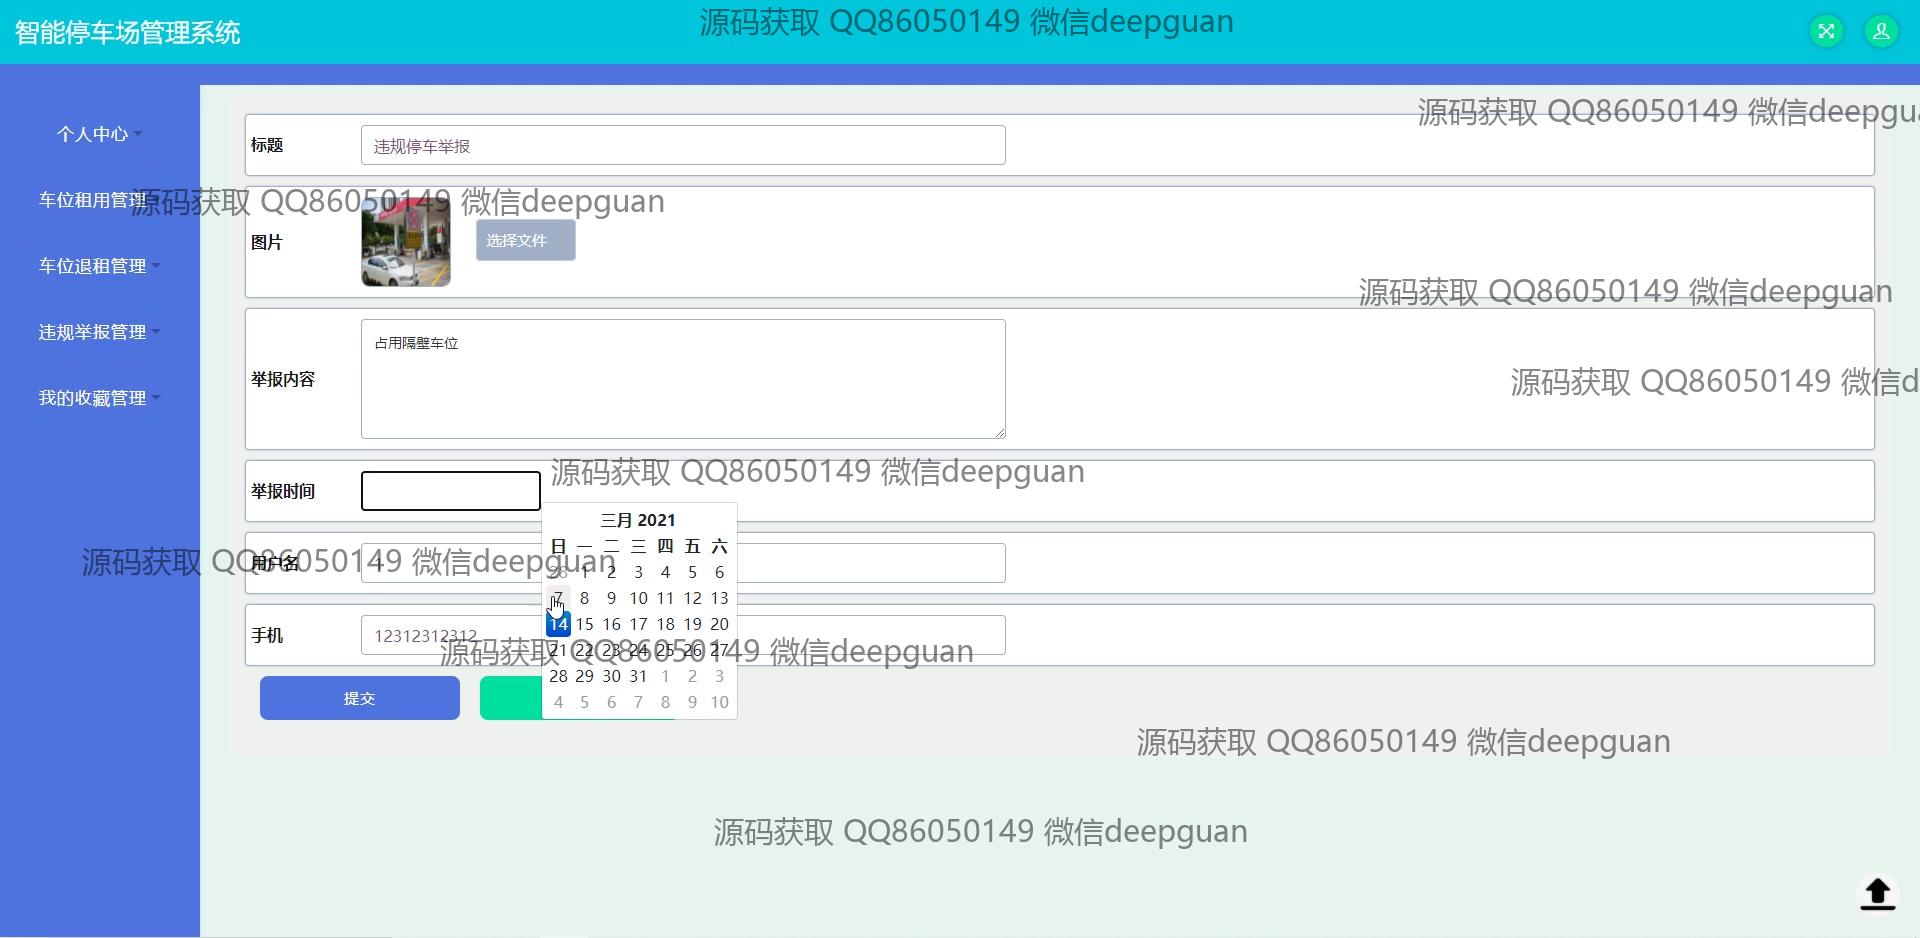 智能停车场管理系统
源码获取 QQ86050149 微信deepguan
源码获取 QQ86050149 微信deepgu
个人中心
标题
违规停车举报
车位租用管理
源码获取 QQ86050149 微信deepguan
图片
选择文件
车位退租管理
源码获取 QQ86050149 微信deepguan
违规举报管理
占用隔壁车位
举报内容
源码获取 QQ86050149 微信d
我的收藏管理
源码获取 QQ86050149 微信deepguan
举报时间
三月 2021
日 一 二 三 四 五 六
源码获取 QQ86050149 微信deepguan
用户名
28 1 2 3 4 5 6
7 8 9 10 11 12 13
14 15 16 17 18 19 20
手机
12312312312
源码获取 QQ86050149 微信deepguan
21 22 23 24 25 26 27
28 29 30 31 1 2 3
4 5 6 7 8 9 10
提交
源码获取 QQ86050149 微信deepguan
源码获取 QQ86050149 微信deepguan